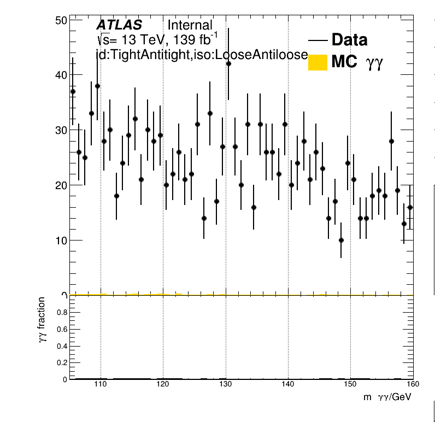 ATLAS Internal
√s= 13 TeV, 139 fb⁻¹
id:TightAntitight,iso:LooseAntiloose
Data
MC γγ
50
40
30
20
10
0
γγ fraction
0.8
0.6
0.4
0.2
0
110 120 130 140 150 160
m γγ/GeV